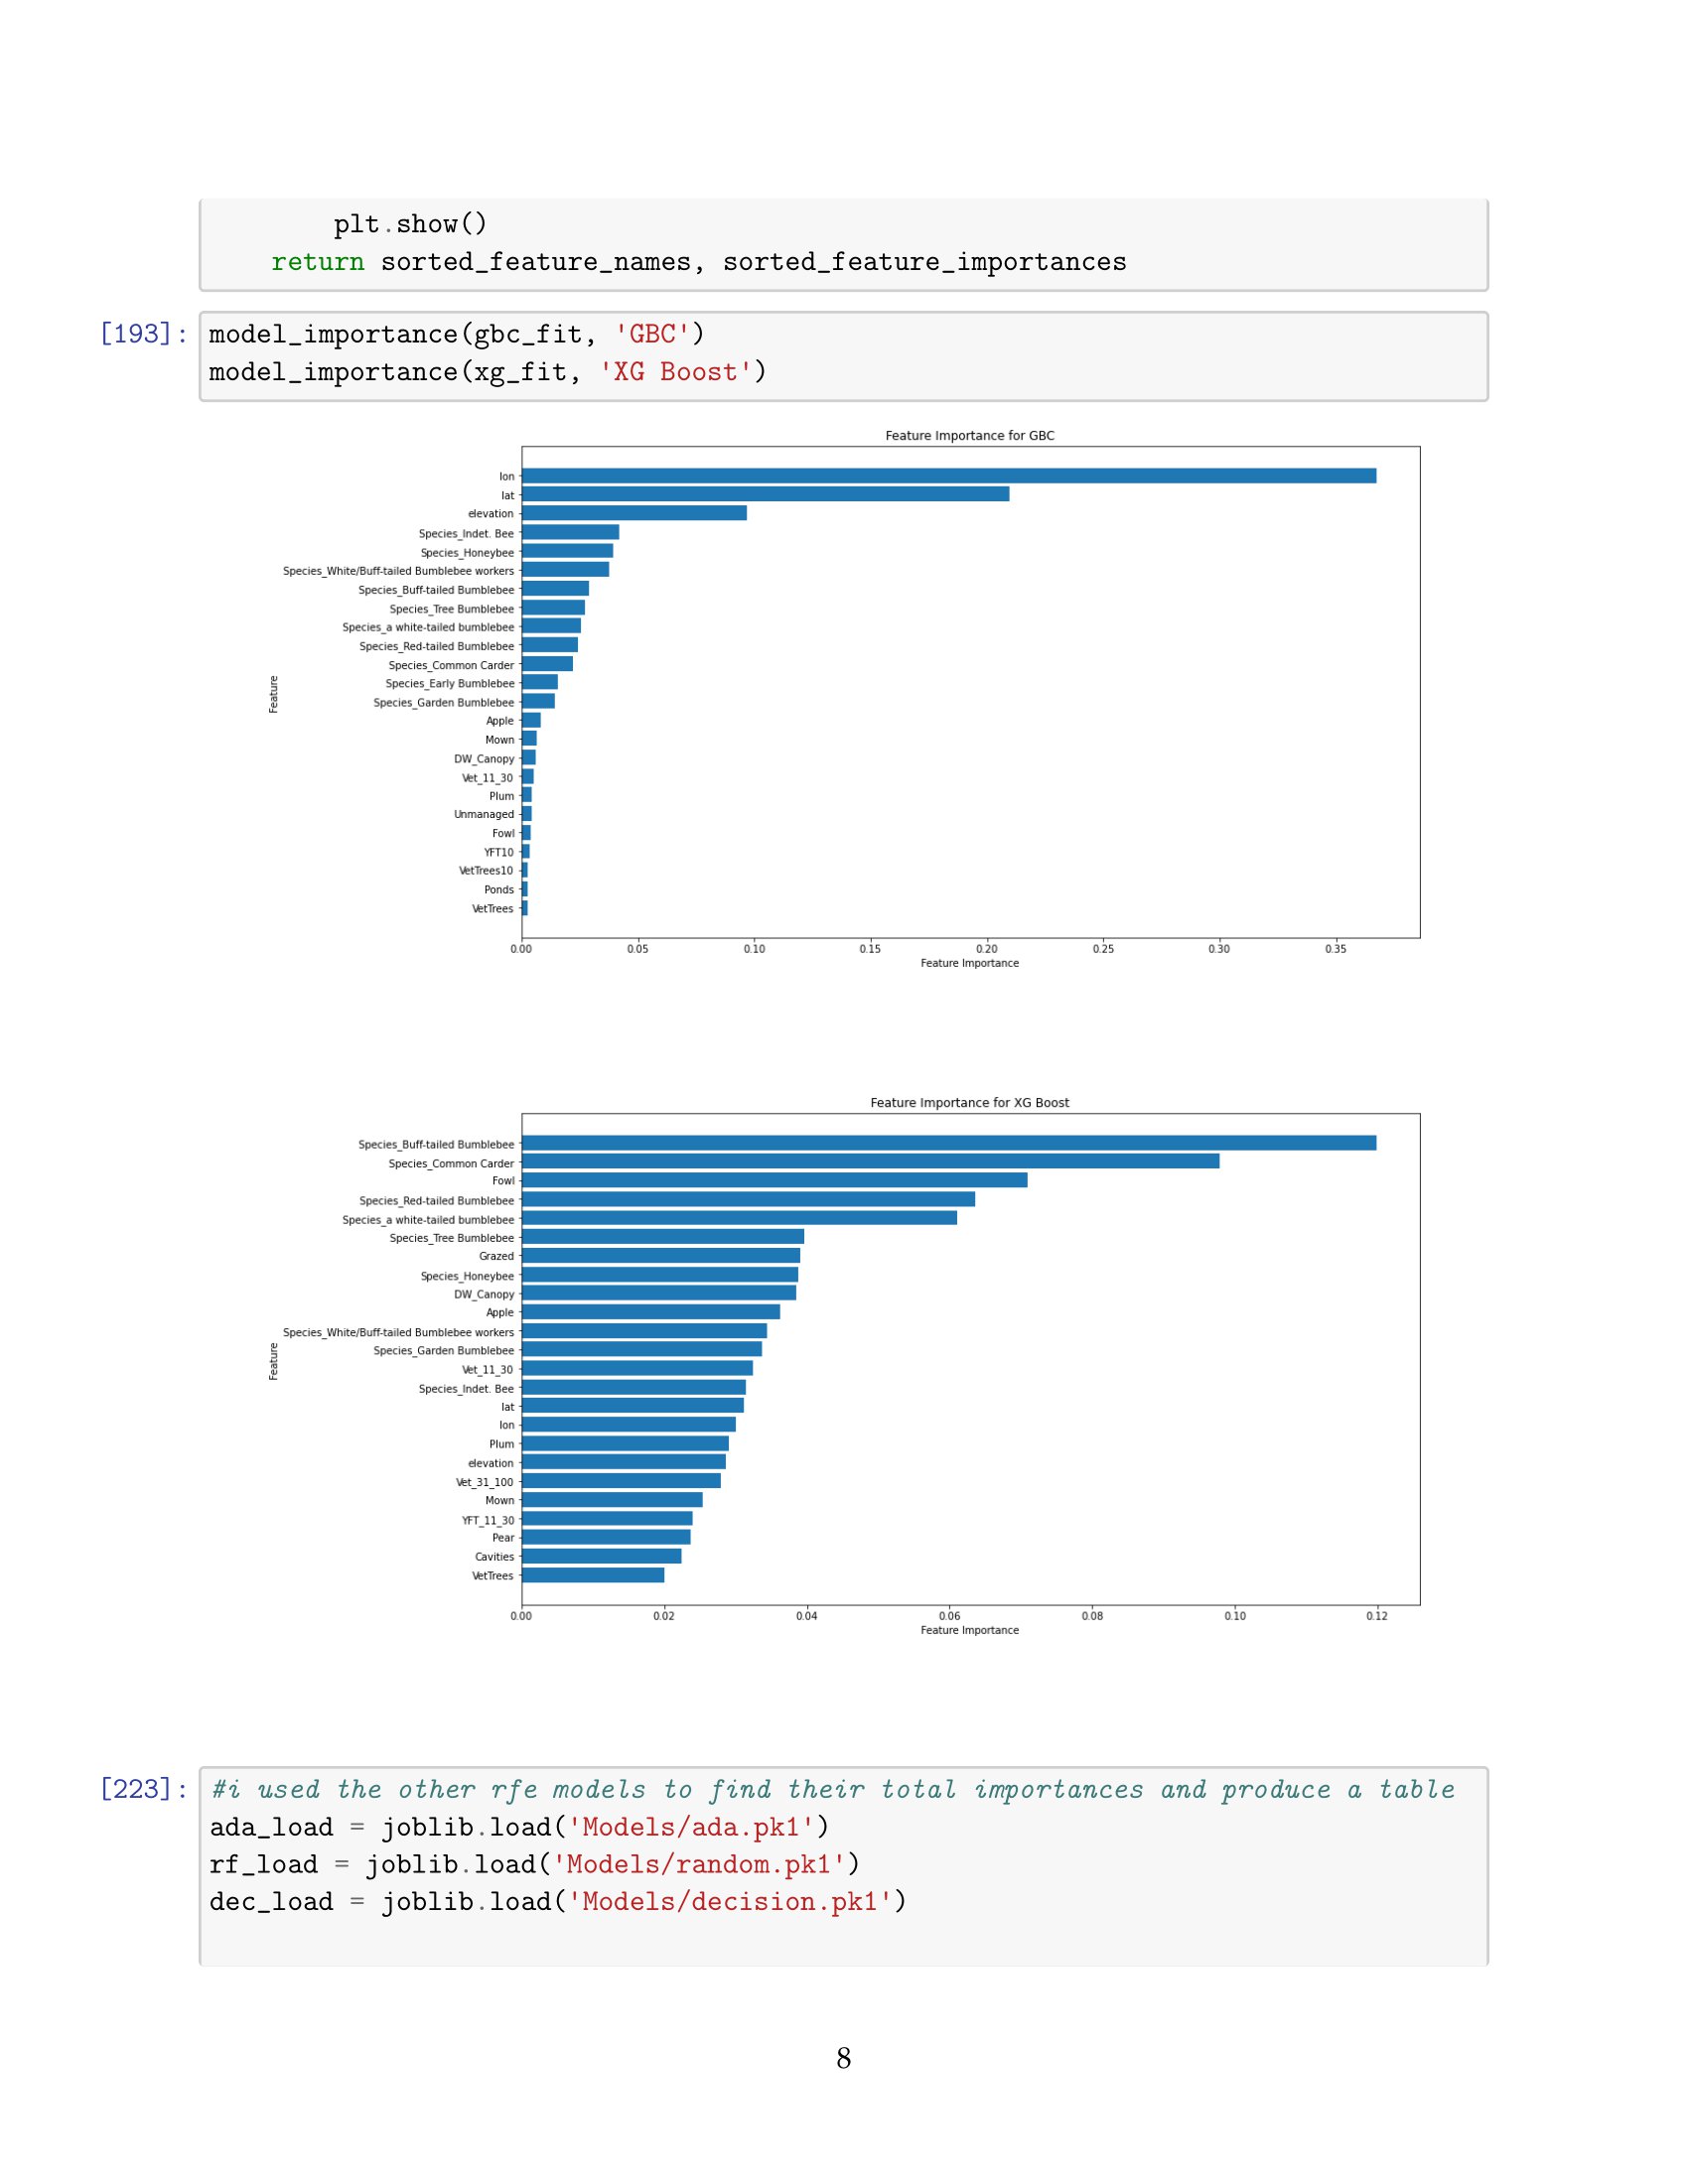 plt.show()
return sorted_feature_names, sorted_feature_importances
[193]: model_importance(gbc_fit, 'GBC')
model_importance(xg_fit, 'XG Boost')
Feature Importance for GBC
lon
lat
elevation
Species_Indet. Bee
Species_Honeybee
Species_White/Buff-tailed Bumblebee workers
Species_Buff-tailed Bumblebee
Species_Tree Bumblebee
Species_a white-tailed bumblebee
Species_Red-tailed Bumblebee
Species_Common Carder
Species_Early Bumblebee
Species_Garden Bumblebee
Apple
Mown
DW_Canopy
Vet_11_30
Plum
Unmanaged
Fowl
YFT10
VetTrees10
Ponds
VetTrees
Feature
0.00 0.05 0.10 0.15 0.20 0.25 0.30 0.35
Feature Importance
Feature Importance for XG Boost
Species_Buff-tailed Bumblebee
Species_Common Carder
Fowl
Species_Red-tailed Bumblebee
Species_a white-tailed bumblebee
Species_Tree Bumblebee
Grazed
Species_Honeybee
DW_Canopy
Apple
Species_White/Buff-tailed Bumblebee workers
Species_Garden Bumblebee
Vet_11_30
Species_Indet. Bee
lat
lon
Plum
elevation
Vet_31_100
Mown
YFT_11_30
Pear
Cavities
VetTrees
Feature
0.00 0.02 0.04 0.06 0.08 0.10 0.12
Feature Importance
[223]: #i used the other rfe models to find their total importances and produce a table
ada_load = joblib.load('Models/ada.pk1')
rf_load = joblib.load('Models/random.pk1')
dec_load = joblib.load('Models/decision.pk1')
8